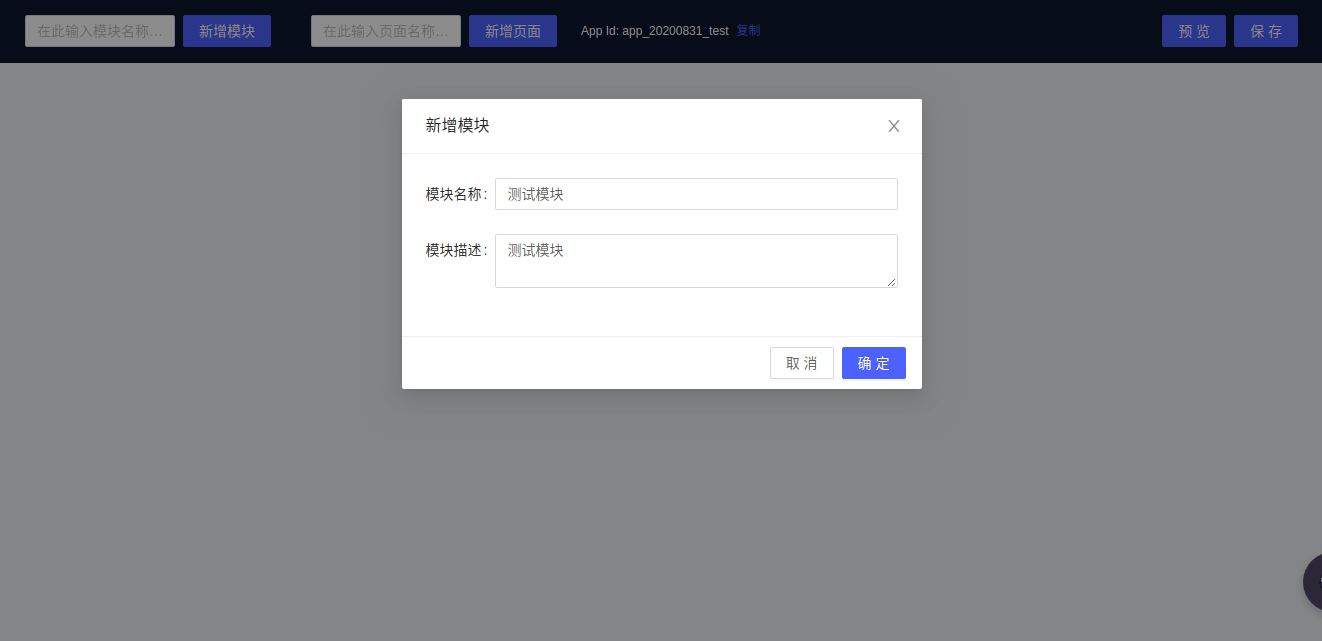 在此输入模块名称... 新增模块 在此输入页面名称... 新增页面 App Id: app_20200831_test 复制 预 览 保 存
新增模块
模块名称: 测试模块
模块描述: 测试模块
取 消 确 定